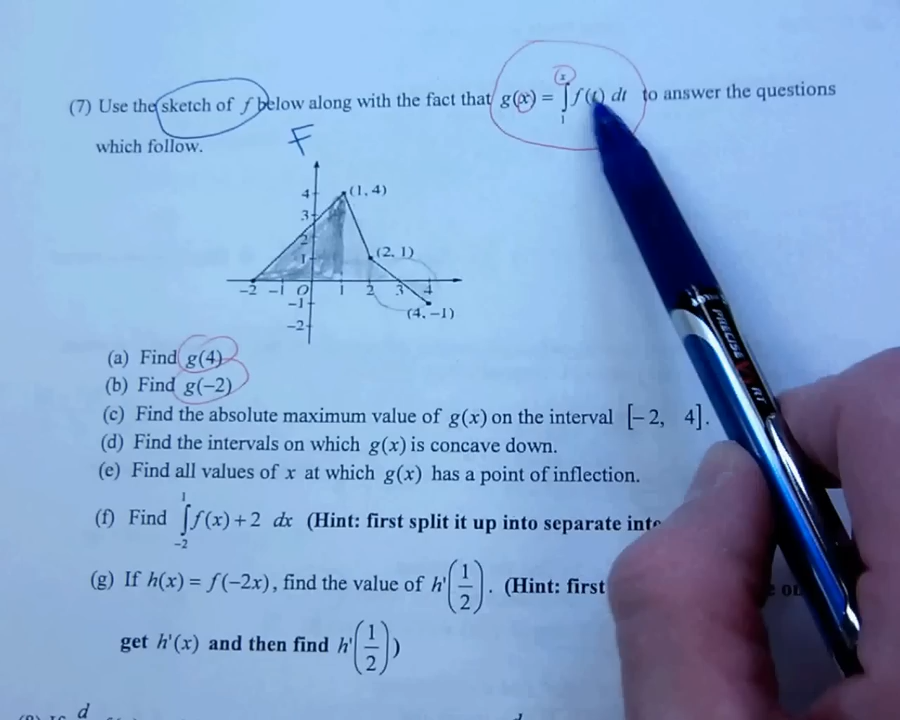 (7) Use the sketch of f below along with the fact that g(x) = ∫₁ˣ f(t) dt to answer the questions
which follow.
F
4 (1, 4)
3
2
1 (2, 1)
-2 -1 O 1 2 3 4
-1 (4, -1)
-2
(a) Find g(4)
(b) Find g(-2)
(c) Find the absolute maximum value of g(x) on the interval [-2, 4].
(d) Find the intervals on which g(x) is concave down.
(e) Find all values of x at which g(x) has a point of inflection.
(f) Find ∫₋₂¹ f(x) + 2 dx (Hint: first split it up into separate
(g) If h(x) = f(-2x), find the value of h'(1/2). (Hint: first
get h'(x) and then find h'(1/2))
d d
PRECISE V7 RT